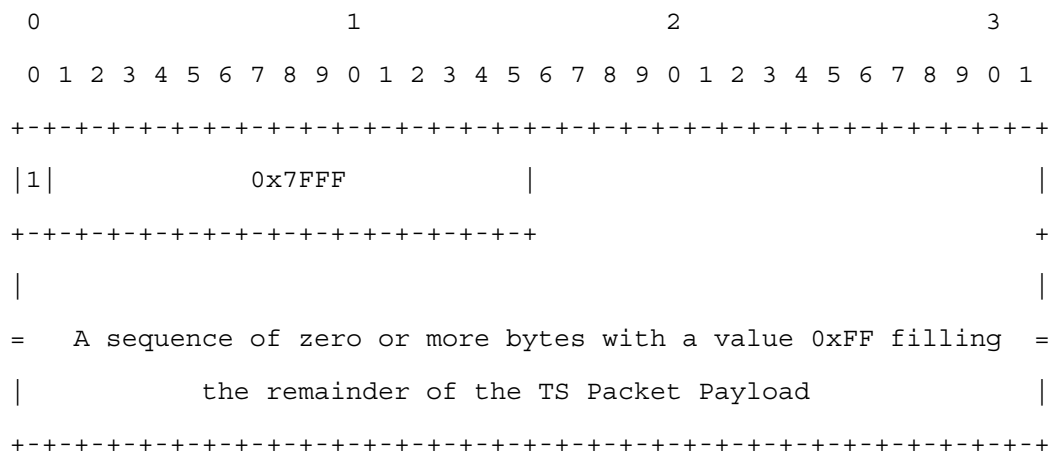 0                   1                   2                   3
 0 1 2 3 4 5 6 7 8 9 0 1 2 3 4 5 6 7 8 9 0 1 2 3 4 5 6 7 8 9 0 1
+-+-+-+-+-+-+-+-+-+-+-+-+-+-+-+-+-+-+-+-+-+-+-+-+-+-+-+-+-+-+-+-+
|1|            0x7FFF             |                               |
+-+-+-+-+-+-+-+-+-+-+-+-+-+-+-+-+                               +
|                                                               |
=   A sequence of zero or more bytes with a value 0xFF filling  =
|           the remainder of the TS Packet Payload              |
+-+-+-+-+-+-+-+-+-+-+-+-+-+-+-+-+-+-+-+-+-+-+-+-+-+-+-+-+-+-+-+-+